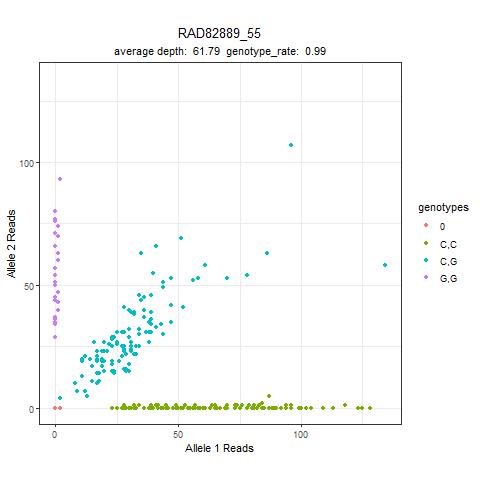 RAD82889_55
average depth: 61.79 genotype_rate: 0.99
Allele 2 Reads
100
50
0
0
50
100
Allele 1 Reads
genotypes
0
C,C
C,G
G,G